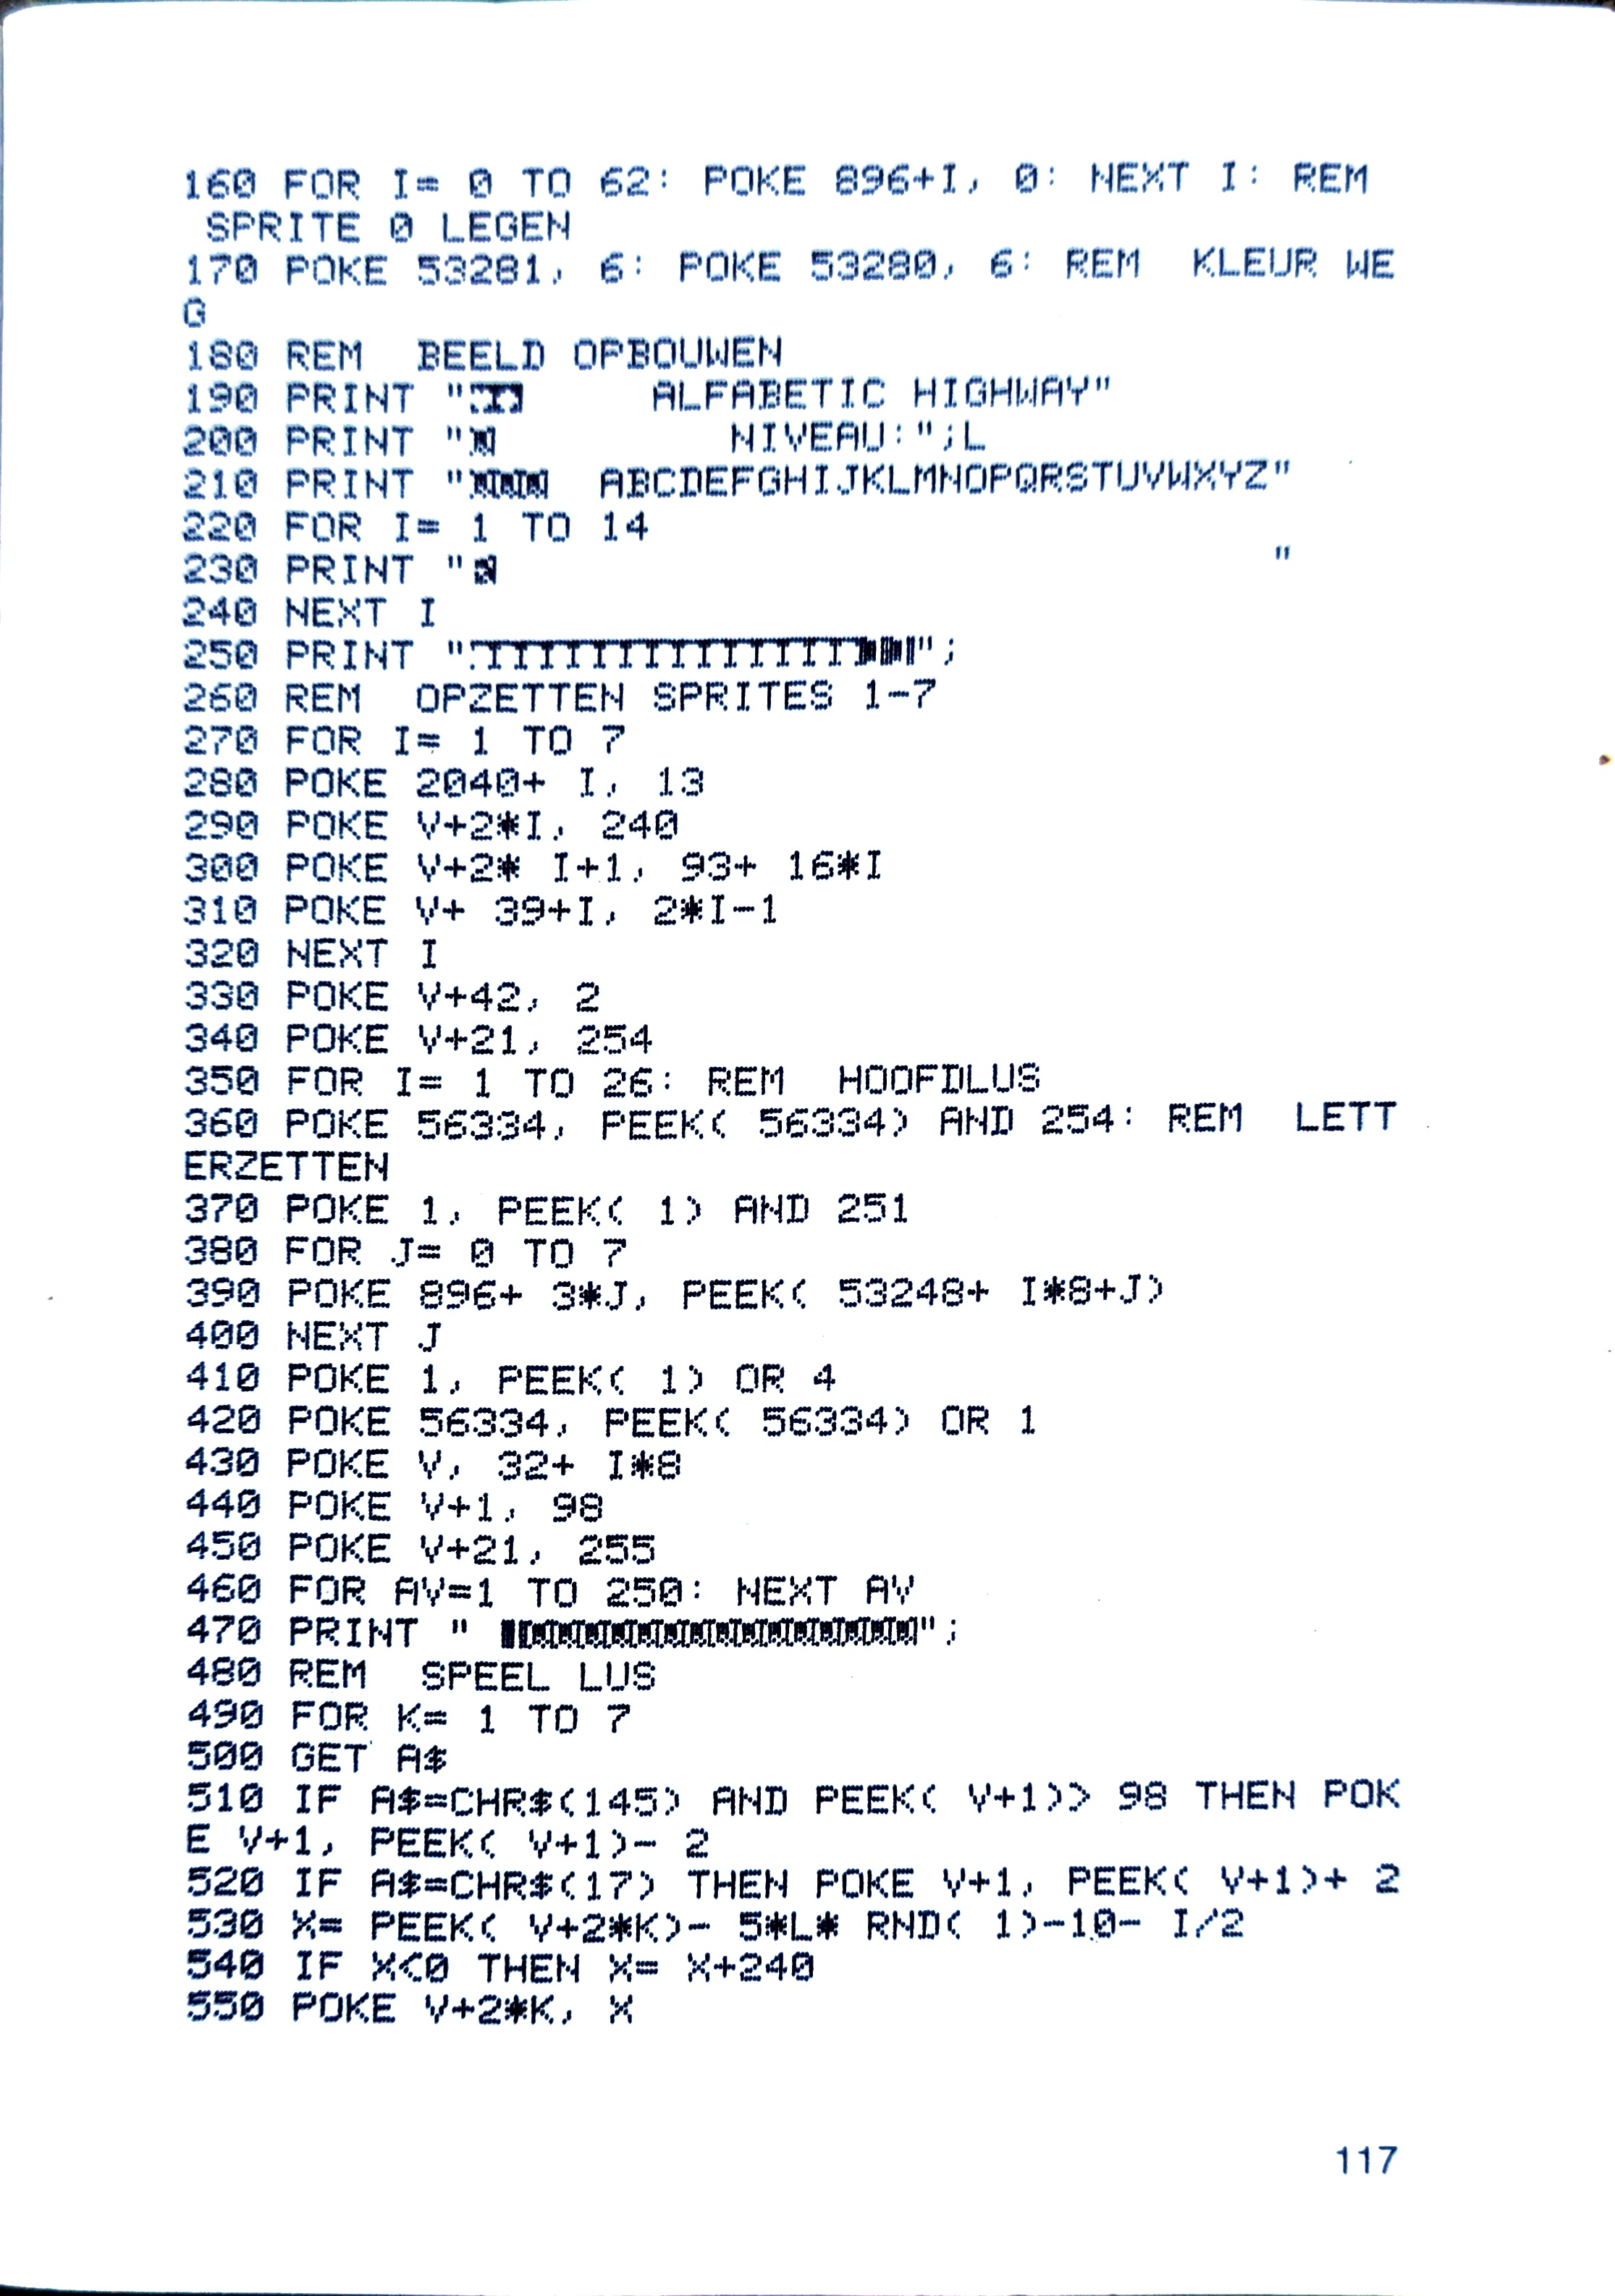 160 FOR I= 0 TO 62: POKE 896+I, 0: NEXT I: REM
 SPRITE 0 LEGEN
170 POKE 53281, 6: POKE 53280, 6: REM  KLEUR WE
G
180 REM  BEELD OPBOUWEN
190 PRINT "     ALFABETIC HIGHWAY"
200 PRINT "         NIVEAU:";L
210 PRINT "  ABCDEFGHIJKLMNOPQRSTUVWXYZ"
220 FOR I= 1 TO 14
230 PRINT "                              "
240 NEXT I
250 PRINT "";
260 REM  OPZETTEN SPRITES 1-7
270 FOR I= 1 TO 7
280 POKE 2040+ I, 13
290 POKE V+2*I, 240
300 POKE V+2* I+1, 93+ 16*I
310 POKE V+ 39+I, 2*I-1
320 NEXT I
330 POKE V+42, 2
340 POKE V+21, 254
350 FOR I= 1 TO 26: REM  HOOFDLUS
360 POKE 56334, PEEK( 56334) AND 254: REM  LETT
ERZETTEN
370 POKE 1, PEEK( 1) AND 251
380 FOR J= 0 TO 7
390 POKE 896+ 3*J, PEEK( 53248+ I*8+J)
400 NEXT J
410 POKE 1, PEEK( 1) OR 4
420 POKE 56334, PEEK( 56334) OR 1
430 POKE V, 32+ I*8
440 POKE V+1, 98
450 POKE V+21, 255
460 FOR AV=1 TO 250: NEXT AV
470 PRINT " ";
480 REM  SPEEL LUS
490 FOR K= 1 TO 7
500 GET A$
510 IF A$=CHR$(145) AND PEEK( V+1)> 98 THEN POK
E V+1, PEEK( V+1)- 2
520 IF A$=CHR$(17) THEN POKE V+1, PEEK( V+1)+ 2
530 X= PEEK( V+2*K)- 5*L* RND( 1)-10- I/2
540 IF X<0 THEN X= X+240
550 POKE V+2*K, X
117